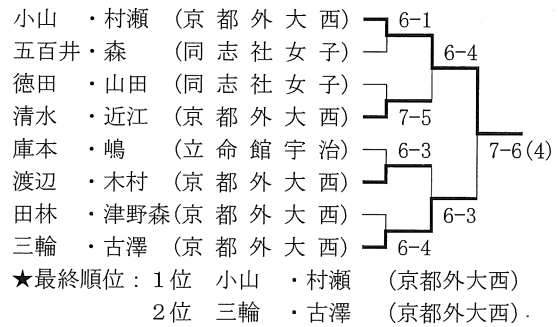 小山　・村瀬　(京都外大西)　6-1
五百井・森　(同志社女子)　6-4
徳田　・山田　(同志社女子)
清水　・近江　(京都外大西)　7-5
庫本　・嶋　(立命館宇治)　6-3　7-6(4)
渡辺　・木村　(京都外大西)
田林　・津野森(京都外大西)　6-3
三輪　・古澤　(京都外大西)　6-4
★最終順位：１位　小山　・村瀬　(京都外大西)
２位　三輪　・古澤　(京都外大西)